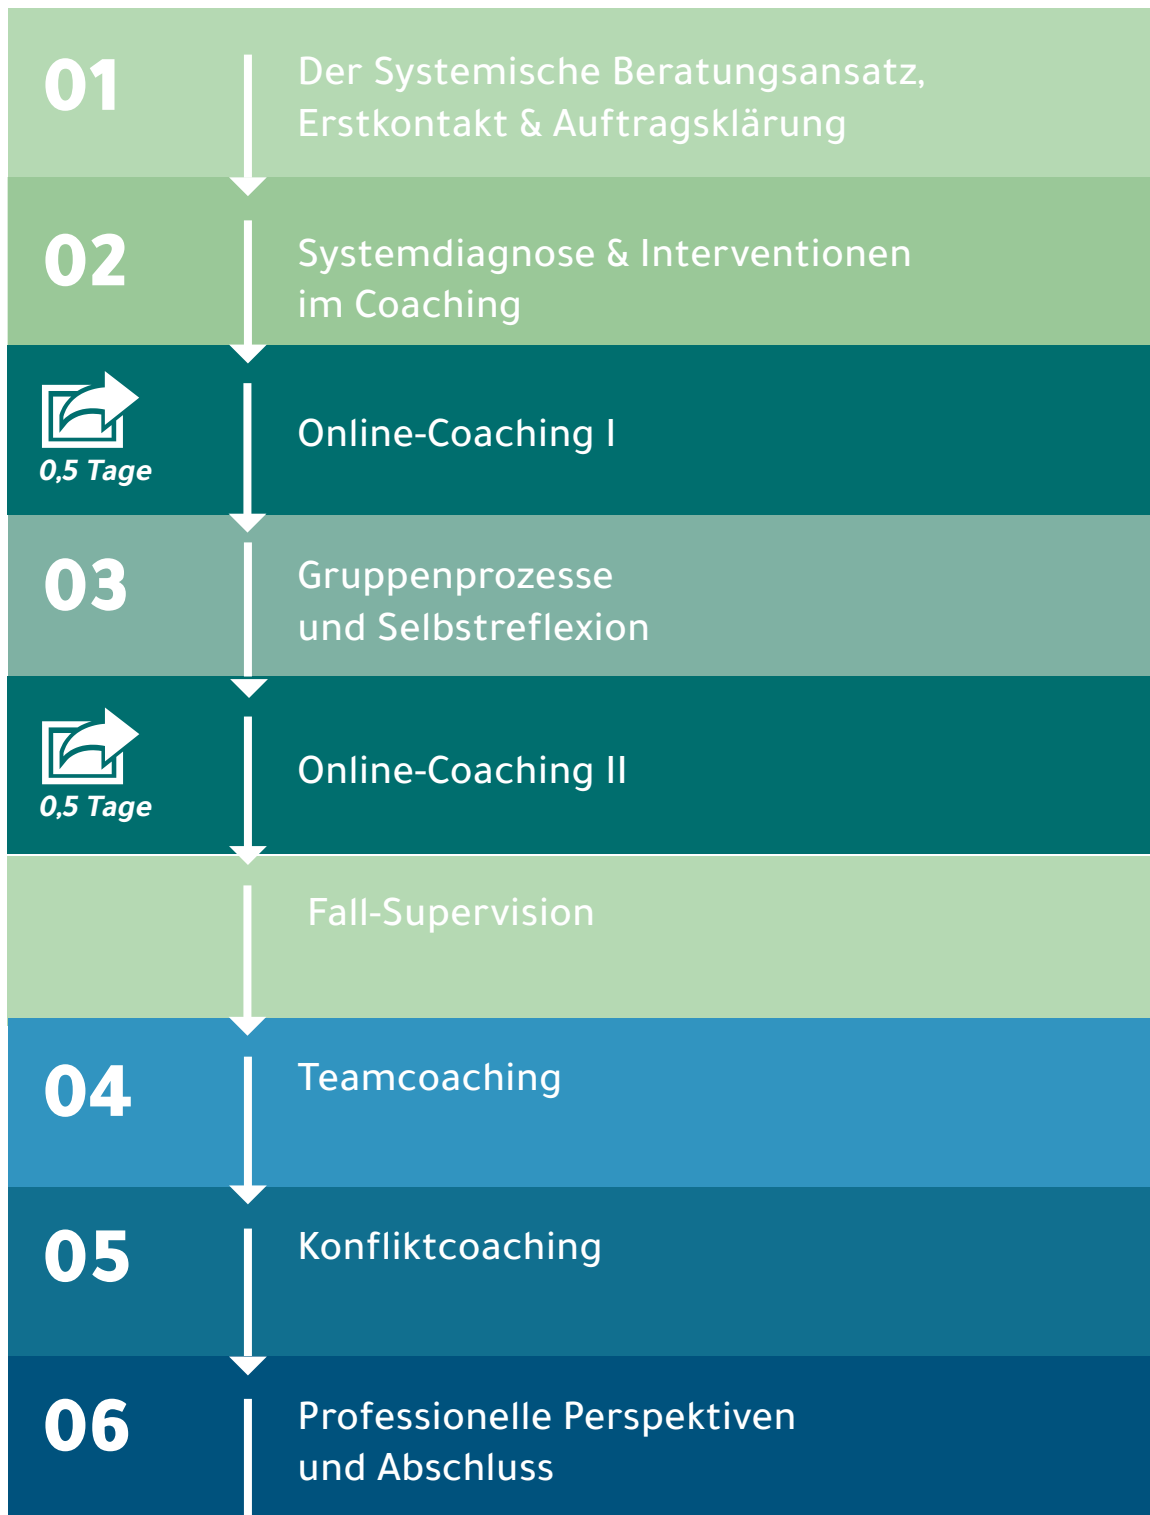 01
Der Systemische Beratungsansatz,
Erstkontakt & Auftragsklärung
02
Systemdiagnose & Interventionen
im Coaching
0,5 Tage
Online-Coaching I
03
Gruppenprozesse
und Selbstreflexion
0,5 Tage
Online-Coaching II
Fall-Supervision
04
Teamcoaching
05
Konfliktcoaching
06
Professionelle Perspektiven
und Abschluss